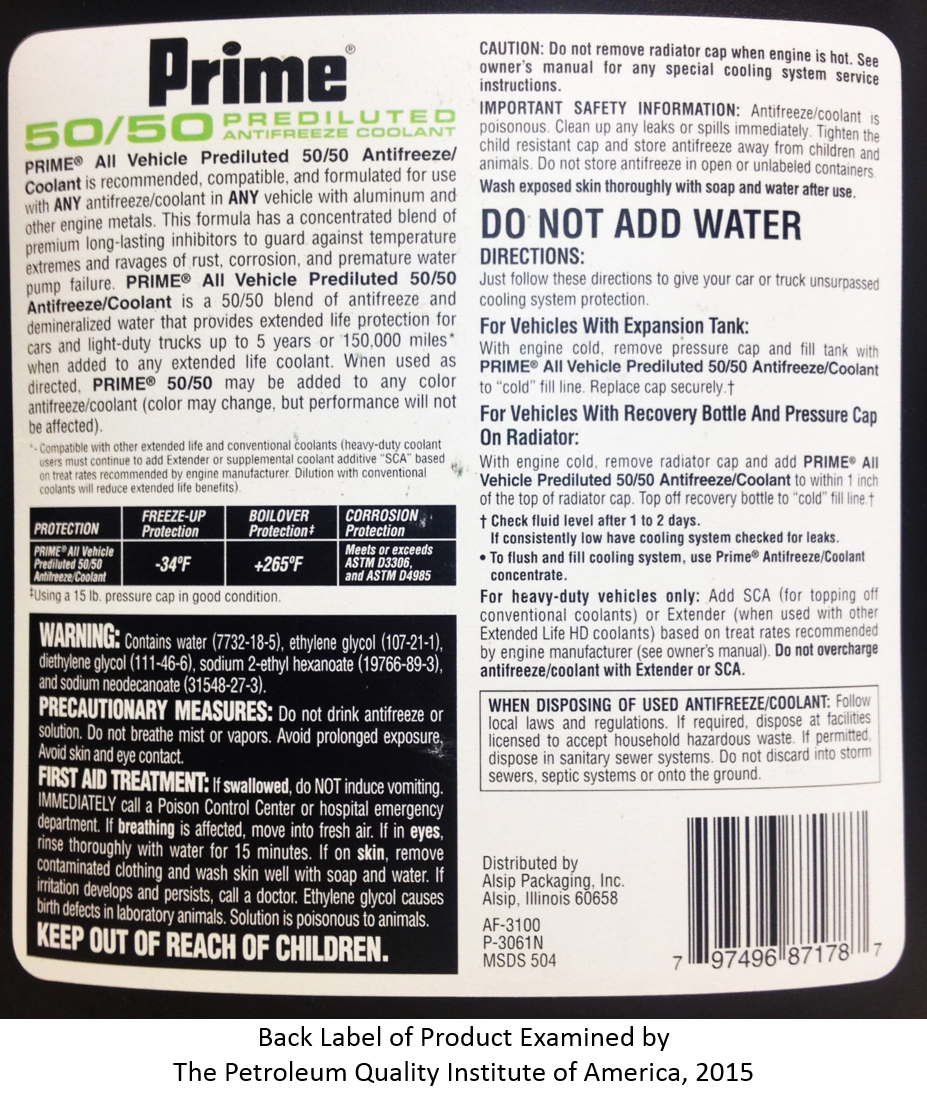 Prime®
50/50 PREDILUTED
ANTIFREEZE COOLANT
PRIME® All Vehicle Prediluted 50/50 Antifreeze/
Coolant is recommended, compatible, and formulated for use
with ANY antifreeze/coolant in ANY vehicle with aluminum and
other engine metals. This formula has a concentrated blend of
premium long-lasting inhibitors to guard against temperature
extremes and ravages of rust, corrosion, and premature water
pump failure. PRIME® All Vehicle Prediluted 50/50
Antifreeze/Coolant is a 50/50 blend of antifreeze and
demineralized water that provides extended life protection for
cars and light-duty trucks up to 5 years or 150,000 miles*
when added to any extended life coolant. When used as
directed, PRIME® 50/50 may be added to any color
antifreeze/coolant (color may change, but performance will not
be affected).
*- Compatible with other extended life and conventional coolants (heavy-duty coolant
users must continue to add Extender or supplemental coolant additive "SCA" based
on treat rates recommended by engine manufacturer. Dilution with conventional
coolants will reduce extended life benefits).
PROTECTION
FREEZE-UP
Protection
BOILOVER
Protection‡
CORROSION
Protection
PRIME® All Vehicle
Prediluted 50/50
Antifreeze/Coolant
-34ºF
+265ºF
Meets or exceeds
ASTM D3306,
and ASTM D4985
‡Using a 15 lb. pressure cap in good condition.
WARNING: Contains water (7732-18-5), ethylene glycol (107-21-1),
diethylene glycol (111-46-6), sodium 2-ethyl hexanoate (19766-89-3),
and sodium neodecanoate (31548-27-3).
PRECAUTIONARY MEASURES: Do not drink antifreeze or
solution. Do not breathe mist or vapors. Avoid prolonged exposure.
Avoid skin and eye contact.
FIRST AID TREATMENT: If swallowed, do NOT induce vomiting.
IMMEDIATELY call a Poison Control Center or hospital emergency
department. If breathing is affected, move into fresh air. If in eyes,
rinse thoroughly with water for 15 minutes. If on skin, remove
contaminated clothing and wash skin well with soap and water. If
irritation develops and persists, call a doctor. Ethylene glycol causes
birth defects in laboratory animals. Solution is poisonous to animals.
KEEP OUT OF REACH OF CHILDREN.
CAUTION: Do not remove radiator cap when engine is hot. See
owner's manual for any special cooling system service
instructions.
IMPORTANT SAFETY INFORMATION: Antifreeze/coolant is
poisonous. Clean up any leaks or spills immediately. Tighten the
child resistant cap and store antifreeze away from children and
animals. Do not store antifreeze in open or unlabeled containers.
Wash exposed skin thoroughly with soap and water after use.
DO NOT ADD WATER
DIRECTIONS:
Just follow these directions to give your car or truck unsurpassed
cooling system protection.
For Vehicles With Expansion Tank:
With engine cold, remove pressure cap and fill tank with
PRIME® All Vehicle Prediluted 50/50 Antifreeze/Coolant
to "cold" fill line. Replace cap securely.†
For Vehicles With Recovery Bottle And Pressure Cap
On Radiator:
With engine cold, remove radiator cap and add PRIME® All
Vehicle Prediluted 50/50 Antifreeze/Coolant to within 1 inch
of the top of radiator cap. Top off recovery bottle to "cold" fill line.†
† Check fluid level after 1 to 2 days.
If consistently low have cooling system checked for leaks.
• To flush and fill cooling system, use Prime® Antifreeze/Coolant
concentrate.
For heavy-duty vehicles only: Add SCA (for topping off
conventional coolants) or Extender (when used with other
Extended Life HD coolants) based on treat rates recommended
by engine manufacturer (see owner's manual). Do not overcharge
antifreeze/coolant with Extender or SCA.
WHEN DISPOSING OF USED ANTIFREEZE/COOLANT: Follow
local laws and regulations. If required, dispose at facilities
licensed to accept household hazardous waste. If permitted,
dispose in sanitary sewer systems. Do not discard into storm
sewers, septic systems or onto the ground.
Distributed by
Alsip Packaging, Inc.
Alsip, Illinois 60658
AF-3100
P-3061N
MSDS 504
7 97496 87178 7
Back Label of Product Examined by
The Petroleum Quality Institute of America, 2015